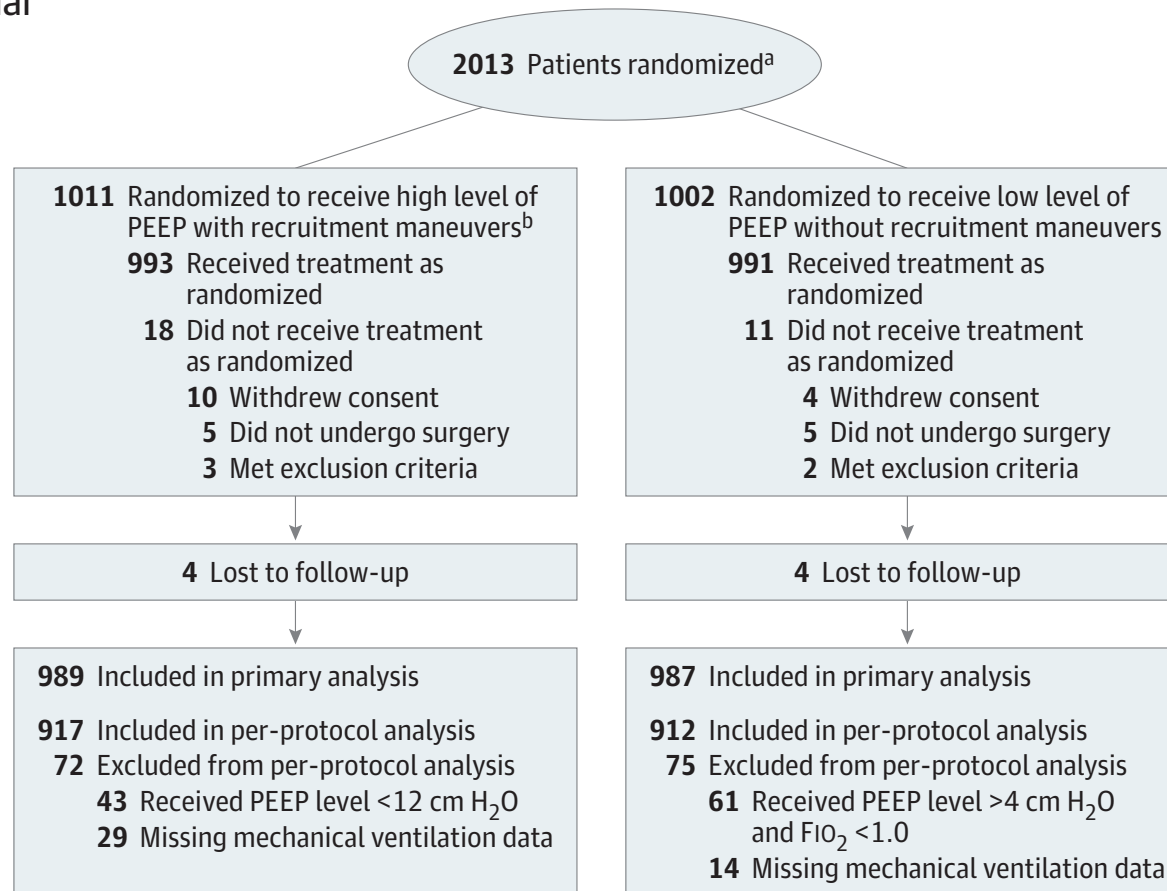 2013 Patients randomizedᵃ
1011 Randomized to receive high level of
PEEP with recruitment maneuversᵇ
993 Received treatment as
randomized
18 Did not receive treatment
as randomized
10 Withdrew consent
5 Did not undergo surgery
3 Met exclusion criteria
4 Lost to follow-up
989 Included in primary analysis
917 Included in per-protocol analysis
72 Excluded from per-protocol analysis
43 Received PEEP level <12 cm H₂O
29 Missing mechanical ventilation data
1002 Randomized to receive low level of
PEEP without recruitment maneuvers
991 Received treatment as
randomized
11 Did not receive treatment
as randomized
4 Withdrew consent
5 Did not undergo surgery
2 Met exclusion criteria
4 Lost to follow-up
987 Included in primary analysis
912 Included in per-protocol analysis
75 Excluded from per-protocol analysis
61 Received PEEP level >4 cm H₂O
and FIO₂ <1.0
14 Missing mechanical ventilation data